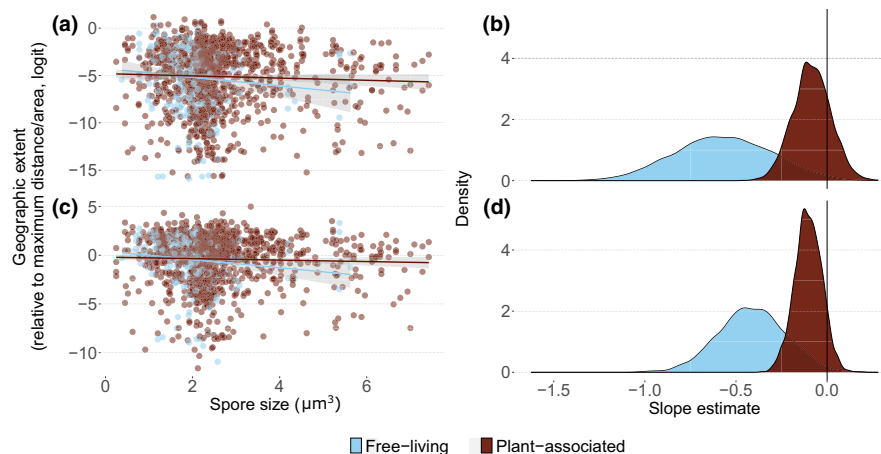 (a)
(b)
0
−5
−10
−15
4
2
0
(c)
(d)
5
0
−5
−10
4
2
0
Geographic extent
(relative to maximum distance/area, logit)
Density
0
2
4
6
−1.5
−1.0
−0.5
0.0
Spore size (μm³)
Slope estimate
Free−living
Plant−associated